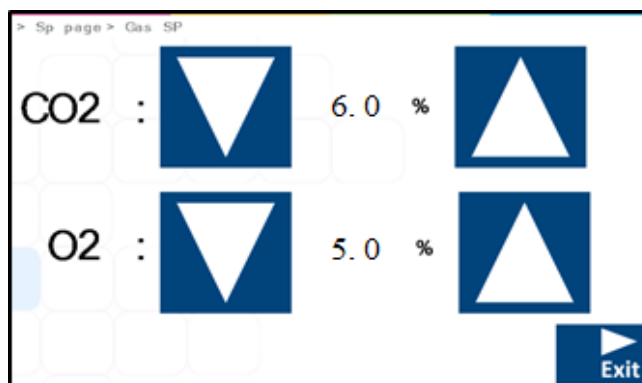 > Sp page > Gas SP
CO2 : 6.0 %
O2 : 5.0 %
Exit